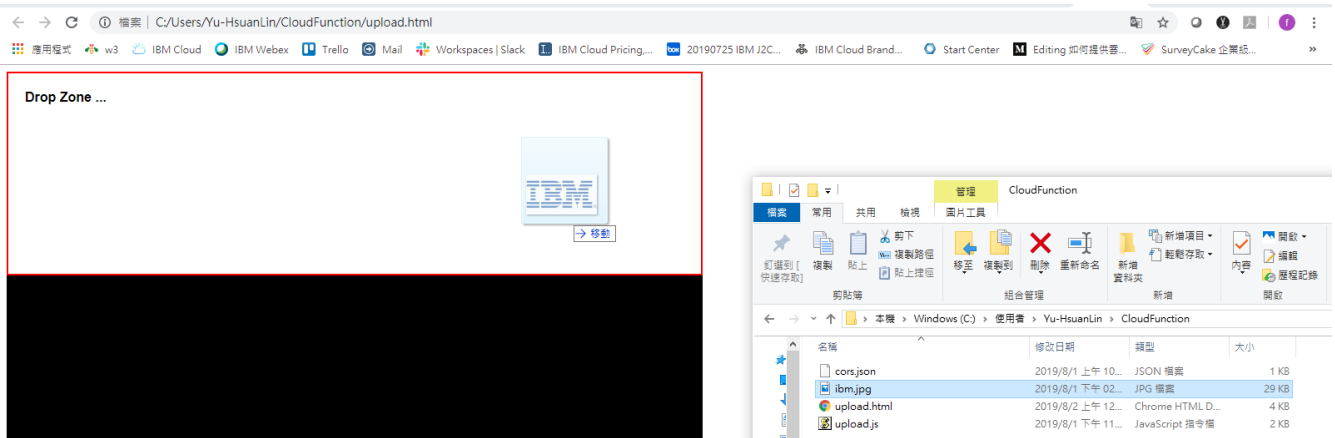 檔案 | C:/Users/Yu-HsuanLin/CloudFunction/upload.html
應用程式 w3 IBM Cloud IBM Webex Trello Mail Workspaces | Slack IBM Cloud Pricing,... 20190725 IBM J2C... IBM Cloud Brand... Start Center Editing 如何提供雲... SurveyCake 企業級... »
Drop Zone ...
IBM
→ 移動
管理 CloudFunction
檔案 常用 共用 檢視 圖片工具
釘選到 [
快速存取]
複製
貼上
剪下
複製路徑
貼上捷徑
移至
複製到
刪除
重新命名
新增
資料夾
新增項目
輕鬆存取
內容
開啟
編輯
歷程記錄
剪貼簿 組合管理 新增 開啟
本機 › Windows (C:) › 使用者 › Yu-HsuanLin › CloudFunction
名稱 修改日期 類型 大小
cors.json 2019/8/1 上午 10... JSON 檔案 1 KB
ibm.jpg 2019/8/1 下午 02... JPG 檔案 29 KB
upload.html 2019/8/2 上午 12... Chrome HTML D... 4 KB
upload.js 2019/8/1 下午 11... JavaScript 指令檔 2 KB